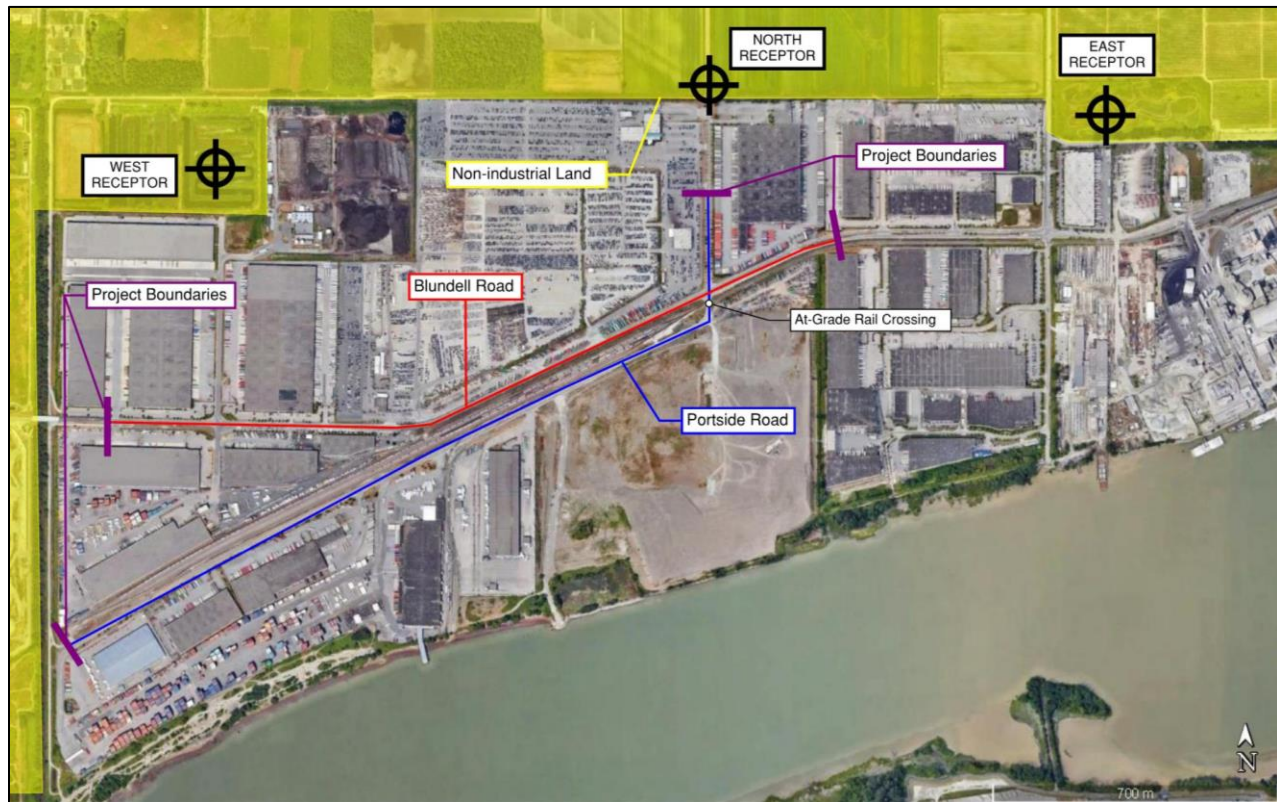 NORTH
RECEPTOR
EAST
RECEPTOR
WEST
RECEPTOR
Non-industrial Land
Project Boundaries
Project Boundaries
Blundell Road
At-Grade Rail Crossing
Portside Road
N
700 m